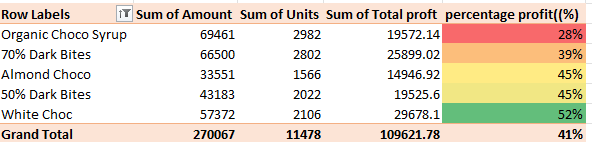 Row Labels Sum of Amount Sum of Units Sum of Total proft percentage profit((%)
Organic Choco Syrup 69461 2982 19572.14 28%
70% Dark Bites 66500 2802 25899.02 39%
Almond Choco 33551 1566 14946.92 45%
50% Dark Bites 43183 2022 19525.6 45%
White Choc 57372 2106 29678.1 52%
Grand Total 270067 11478 109621.78 41%